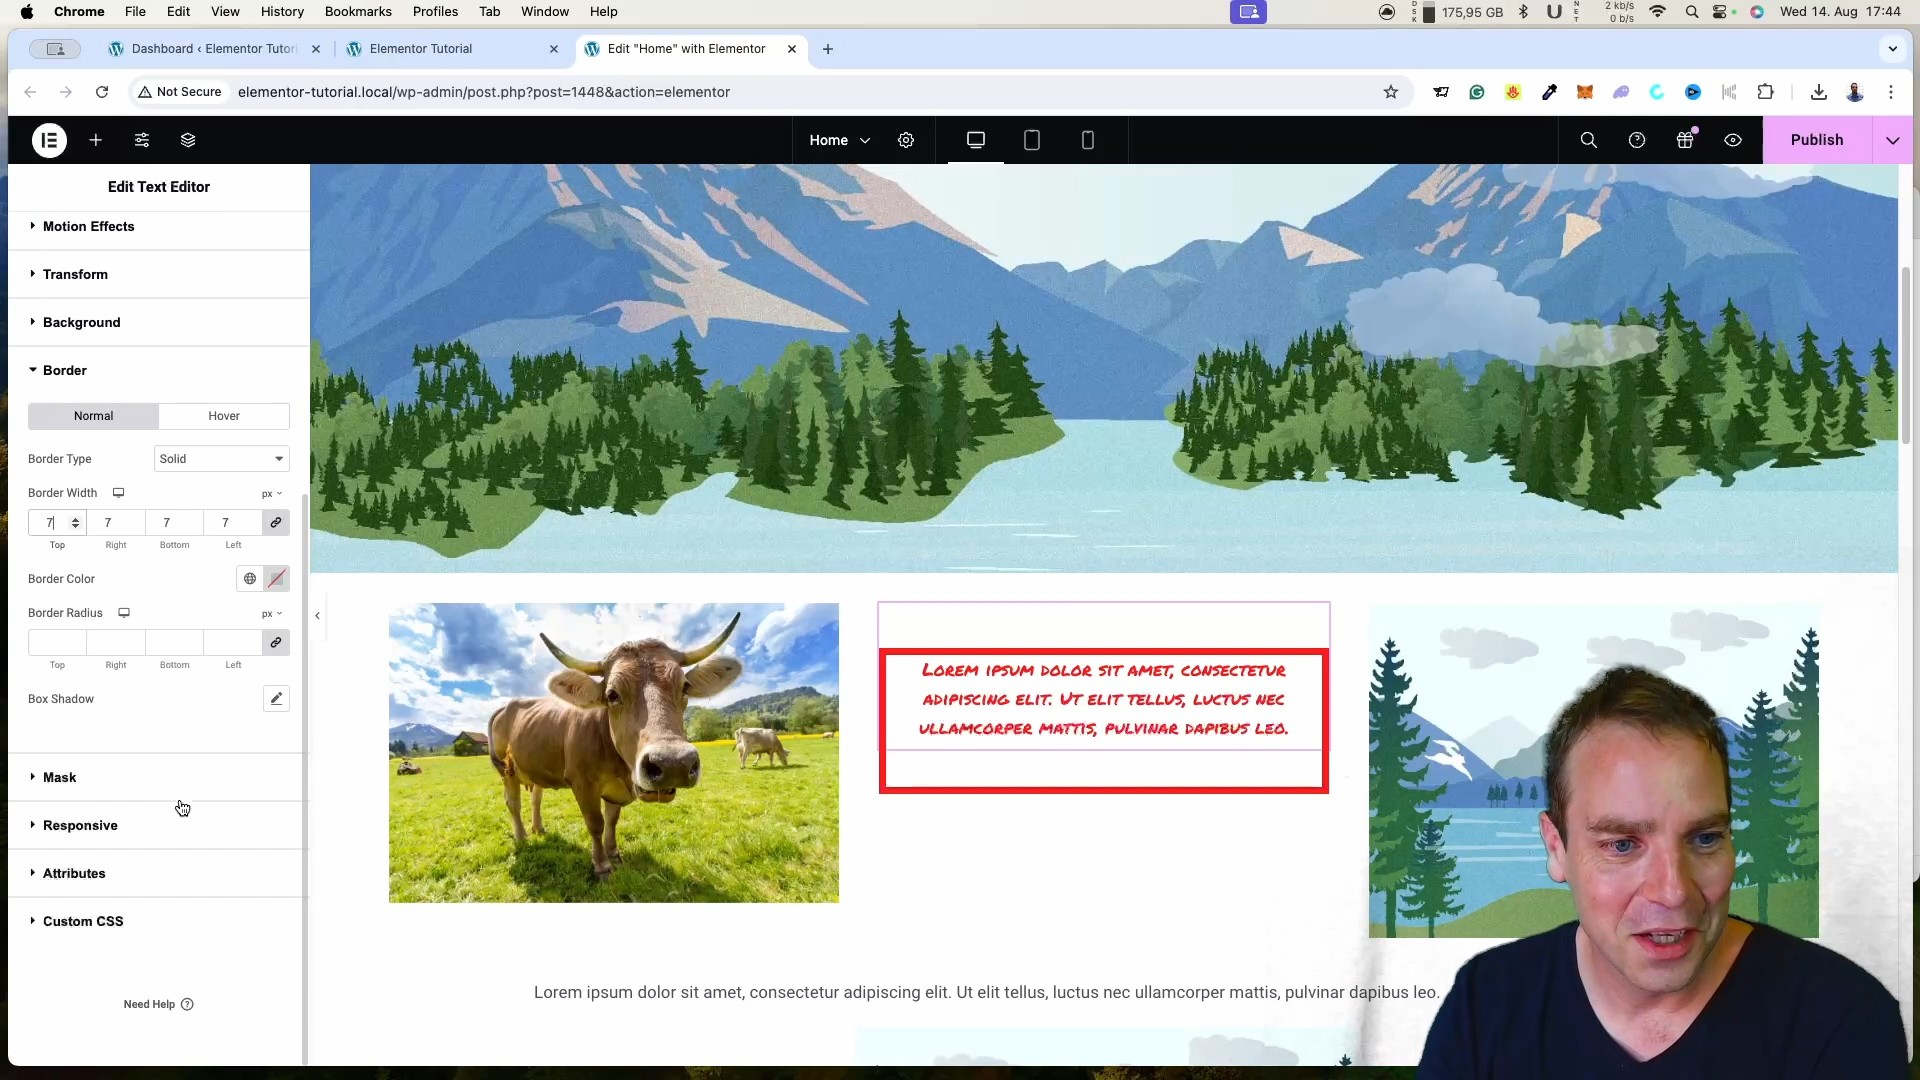 Chrome File Edit View History Bookmarks Profiles Tab Window Help
175,95 GB
2 kb/s
0 b/s
Wed 14. Aug 17:44
Dashboard ‹ Elementor Tutor
Elementor Tutorial
Edit "Home" with Elementor
Not Secure
elementor-tutorial.local/wp-admin/post.php?post=1448&action=elementor
Home
Publish
Edit Text Editor
Motion Effects
Transform
Background
Border
Normal
Hover
Border Type
Solid
Border Width
px
7 7 7 7
Top Right Bottom Left
Border Color
Border Radius
px
Top Right Bottom Left
Box Shadow
Mask
Responsive
Attributes
Custom CSS
Need Help
Lorem ipsum dolor sit amet, consectetur
adipiscing elit. Ut elit tellus, luctus nec
ullamcorper mattis, pulvinar dapibus leo.
Lorem ipsum dolor sit amet, consectetur adipiscing elit. Ut elit tellus, luctus nec ullamcorper mattis, pulvinar dapibus leo.